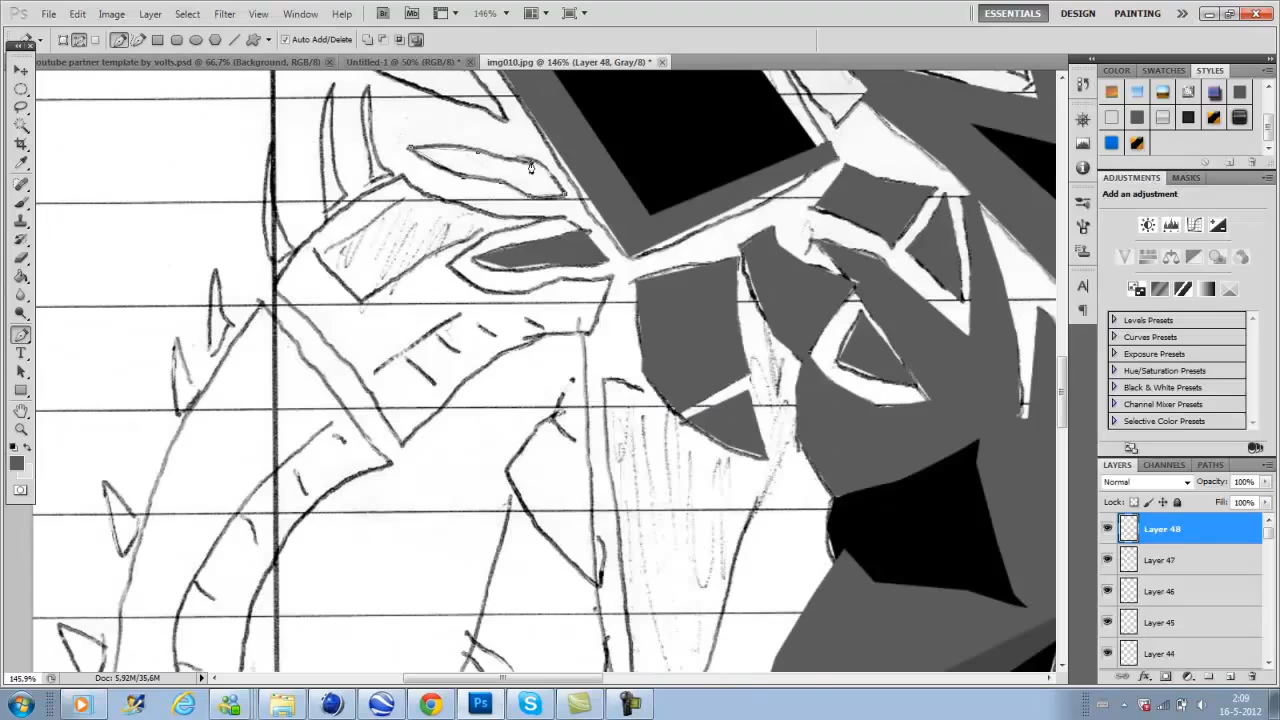 Ps File Edit Image Layer Select Filter View Window Help Br Mb 146% ESSENTIALS DESIGN PAINTING
Auto Add/Delete
outube partner template by volts.psd @ 66,7% (Background, RGB/8) Untitled-1 @ 50% (RGB/8) * img010.jpg @ 146% (Layer 48, Gray/8) *
COLOR SWATCHES STYLES
ADJUSTMENTS MASKS
Add an adjustment
Levels Presets
Curves Presets
Exposure Presets
Hue/Saturation Presets
Black & White Presets
Channel Mixer Presets
Selective Color Presets
LAYERS CHANNELS PATHS
Normal Opacity: 100%
Lock: Fill: 100%
Layer 48
Layer 47
Layer 46
Layer 45
Layer 44
145,9% Doc: 5,92M/35,6M
Ps
2:09
16-5-2012